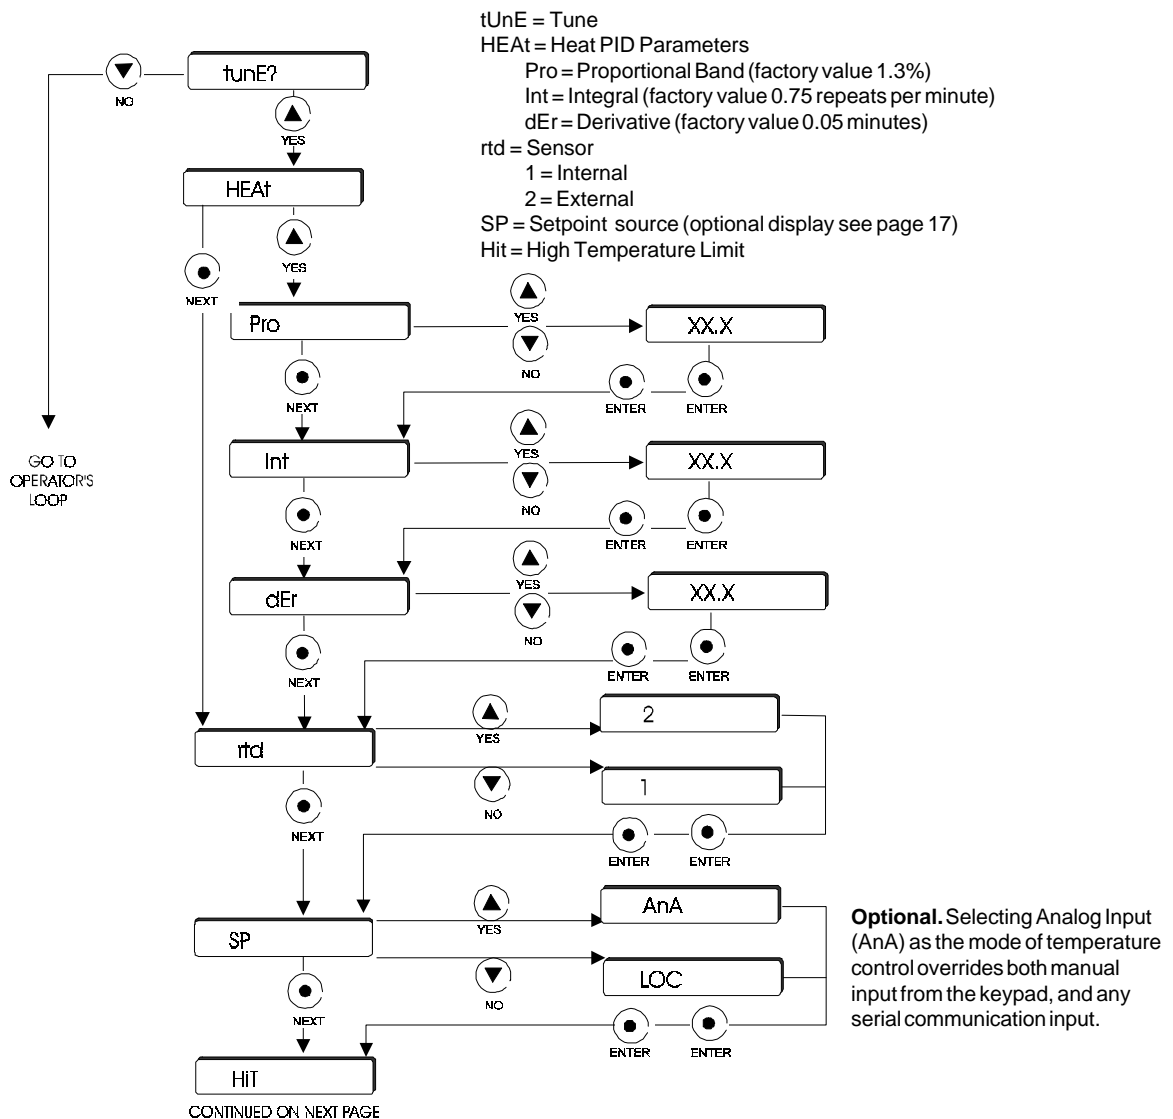 tUnE = Tune
HEAt = Heat PID Parameters
Pro = Proportional Band (factory value 1.3%)
Int = Integral (factory value 0.75 repeats per minute)
dEr = Derivative (factory value 0.05 minutes)
rtd = Sensor
1 = Internal
2 = External
SP = Setpoint source (optional display see page 17)
Hit = High Temperature Limit
tunE?
NO
YES
HEAt
YES
NEXT
Pro
YES
NO
XX.X
NEXT
ENTER
ENTER
Int
YES
NO
XX.X
GO TO
OPERATOR'S
LOOP
NEXT
ENTER
ENTER
dEr
YES
NO
XX.X
NEXT
ENTER
ENTER
rtd
YES
2
NO
1
NEXT
ENTER
ENTER
SP
YES
AnA
NO
LOC
Optional. Selecting Analog Input
(AnA) as the mode of temperature
control overrides both manual
input from the keypad, and any
serial communication input.
NEXT
ENTER
ENTER
HiT
CONTINUED ON NEXT PAGE